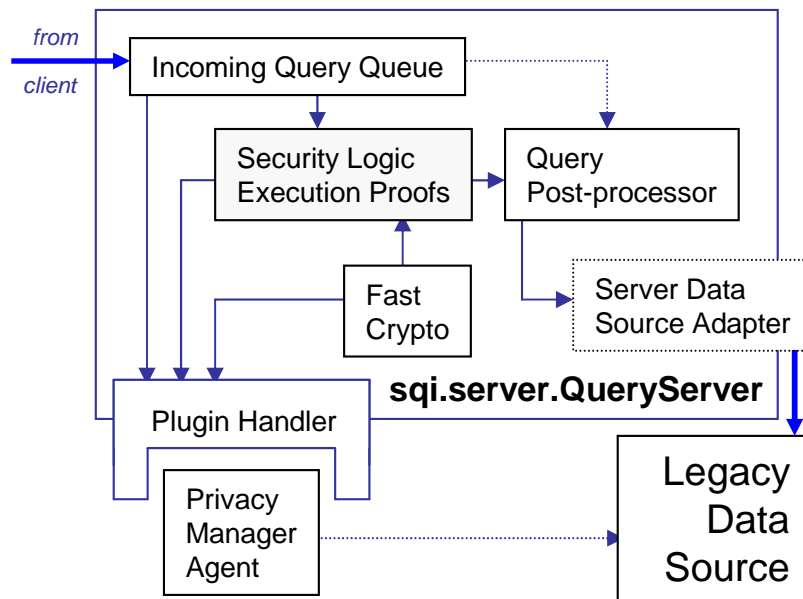 from
client
Incoming Query Queue
Security Logic
Execution Proofs
Query
Post-processor
Fast
Crypto
Server Data
Source Adapter
sqi.server.QueryServer
Plugin Handler
Privacy
Manager
Agent
Legacy
Data
Source